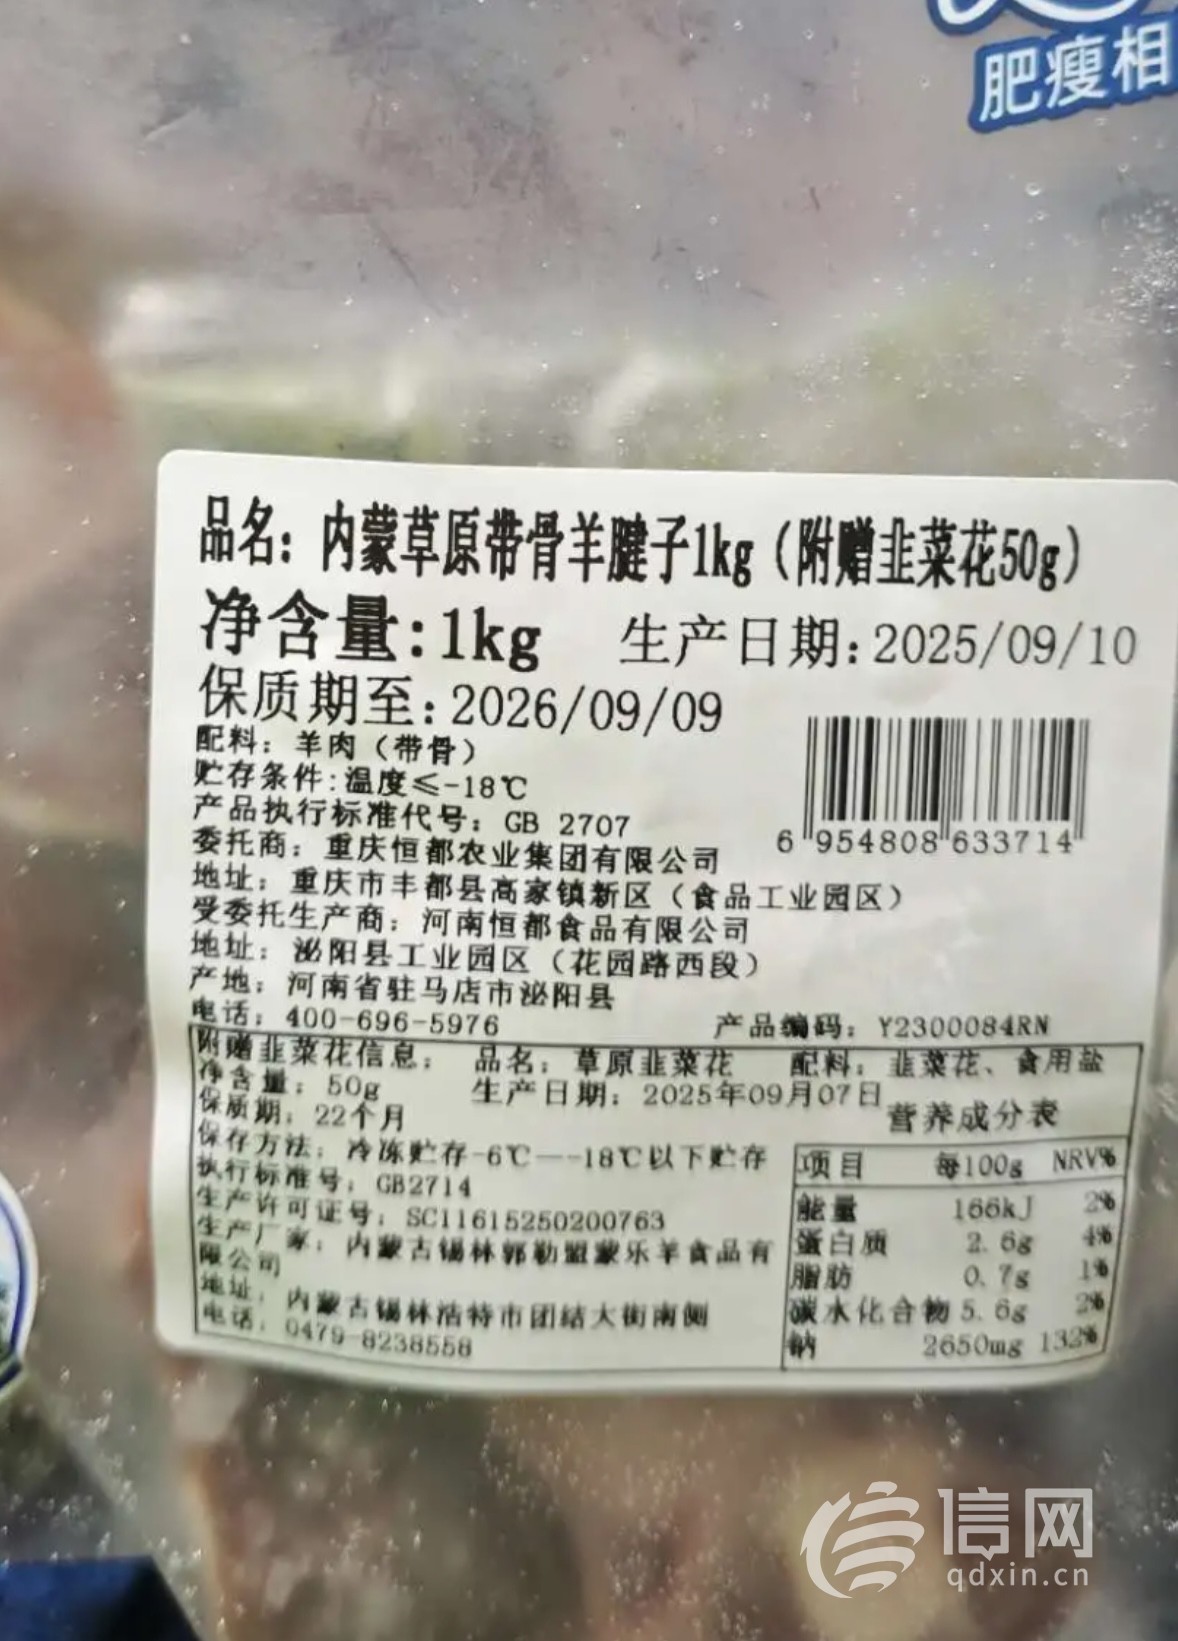 肥瘦相
品名：内蒙草原带骨羊腱子1kg（附赠韭菜花50g）
净含量：1kg 生产日期：2025/09/10
保质期至：2026/09/09
配料：羊肉（带骨）
贮存条件：温度≤-18℃
产品执行标准代号：GB 2707
委托商：重庆恒都农业集团有限公司
地址：重庆市丰都县高家镇新区（食品工业园区）
受委托生产商：河南恒都食品有限公司
地址：泌阳县工业园区（花园路西段）
产地：河南省驻马店市泌阳县
电话：400-696-5976
6 954808 633714
产品编码：Y2300084RN
附赠韭菜花信息： 品名：草原韭菜花 配料：韭菜花、食用盐
净含量：50g 生产日期：2025年09月07日
保质期：22个月
保存方法：冷冻贮存-6℃—-18℃以下贮存
执行标准号：GB2714
生产许可证号：SC11615250200763
生产厂家：内蒙古锡林郭勒盟蒙乐羊食品有
限公司
地址：内蒙古锡林浩特市团结大街南侧
电话：0479-8238558
营养成分表
项目 每100g NRV%
能量 166kJ 2%
蛋白质 2.6g 4%
脂肪 0.7g 1%
碳水化合物 5.6g 2%
钠 2650mg 132%
信网
qdxin.cn